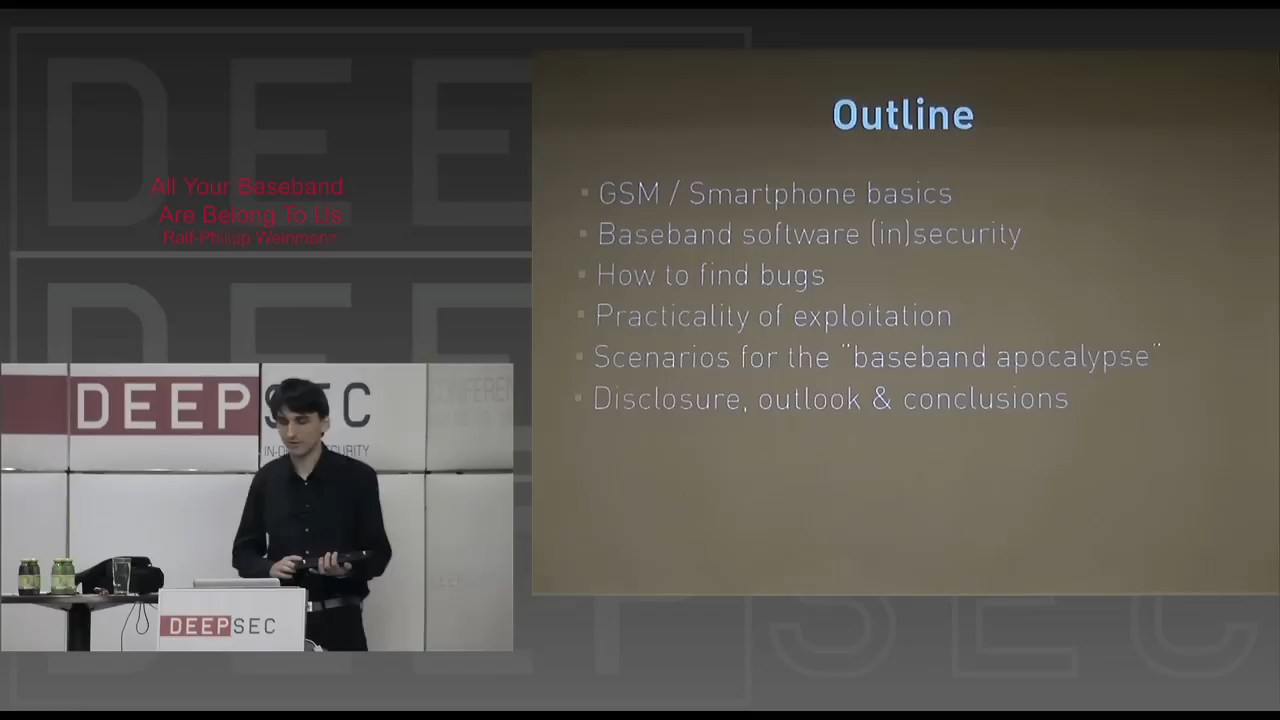 All Your Baseband
Are Belong To Us
Ralf-Philipp Weinmann
Outline
GSM / Smartphone basics
Baseband software (in)security
How to find bugs
Practicality of exploitation
Scenarios for the "baseband apocalypse"
Disclosure, outlook & conclusions
DEEPSEC
DEEPSEC